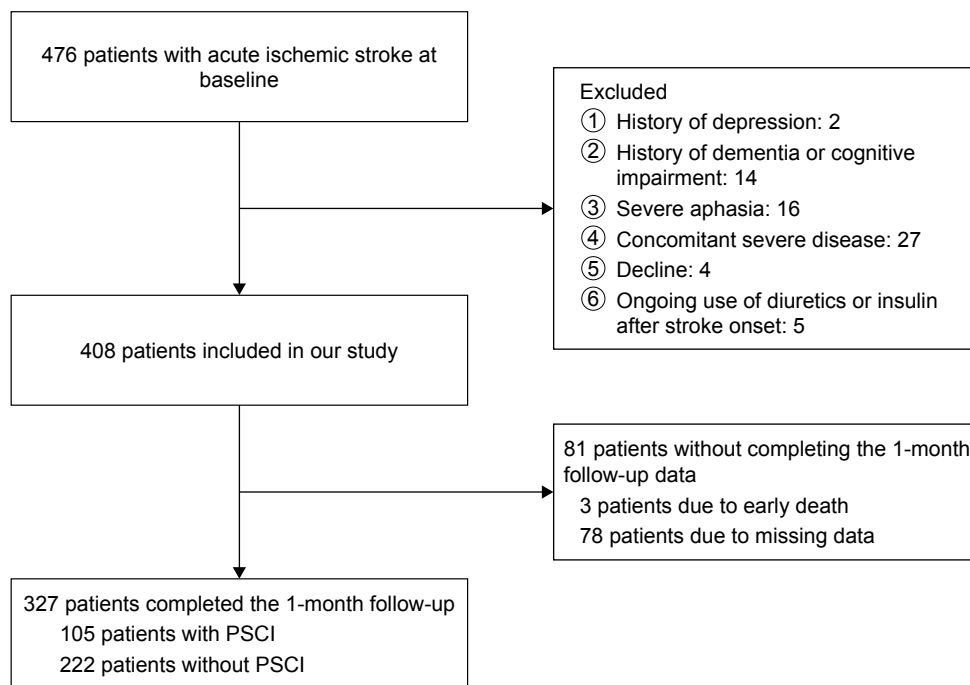 476 patients with acute ischemic stroke at
baseline
Excluded
① History of depression: 2
② History of dementia or cognitive
impairment: 14
③ Severe aphasia: 16
④ Concomitant severe disease: 27
⑤ Decline: 4
⑥ Ongoing use of diuretics or insulin
after stroke onset: 5
408 patients included in our study
81 patients without completing the 1-month
follow-up data
3 patients due to early death
78 patients due to missing data
327 patients completed the 1-month follow-up
105 patients with PSCI
222 patients without PSCI